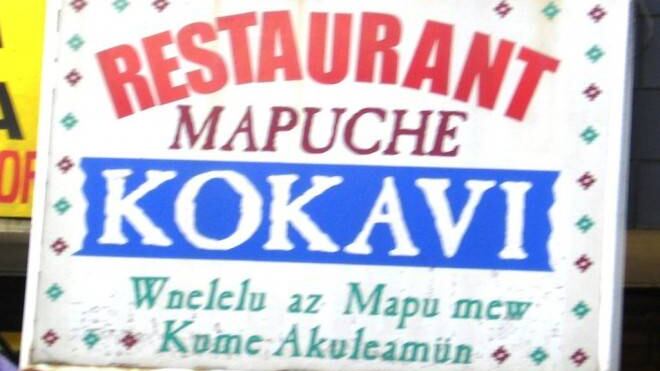 RESTAURANT
MAPUCHE
KOKAVI
Wnelelu az Mapu mew
Kume Akuleamün